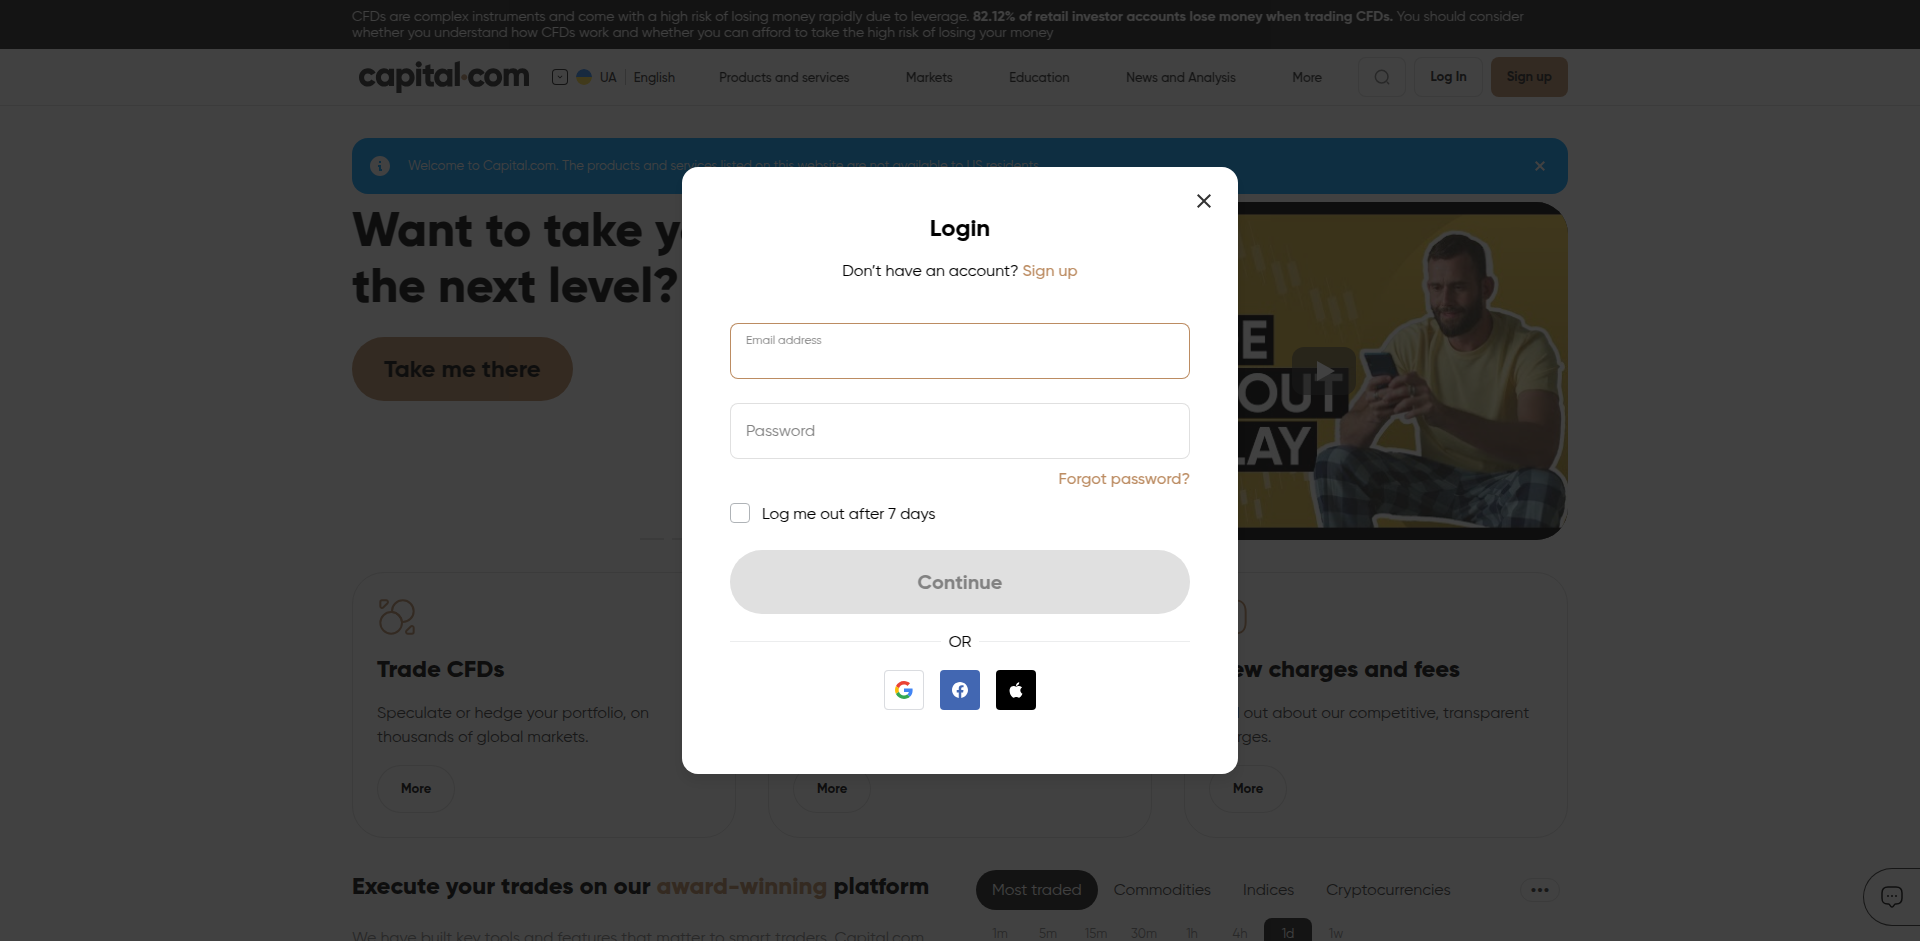 CFDs are complex instruments and come with a high risk of losing money rapidly due to leverage. 82.12% of retail investor accounts lose money when trading CFDs. You should consider
whether you understand how CFDs work and whether you can afford to take the high risk of losing your money
capital.com
UA English
Products and services
Markets
Education
News and Analysis
More
Log In
Sign up
Welcome to Capital.com. The products and services listed on this website are not available to US residents.
Want to take
the next level?
Take me there
Login
Don't have an account? Sign up
Email address
Password
Forgot password?
Log me out after 7 days
Continue
OR
OUT
LAY
Trade CFDs
Speculate or hedge your portfolio, on
thousands of global markets.
More
More
charges and fees
out about our competitive, transparent
More
Execute your trades on our award-winning platform
We have built key tools and features that matter to smart traders. Capital.com
Most traded
Commodities
Indices
Cryptocurrencies
1m 5m 15m 30m 1h 4h 1d 1w